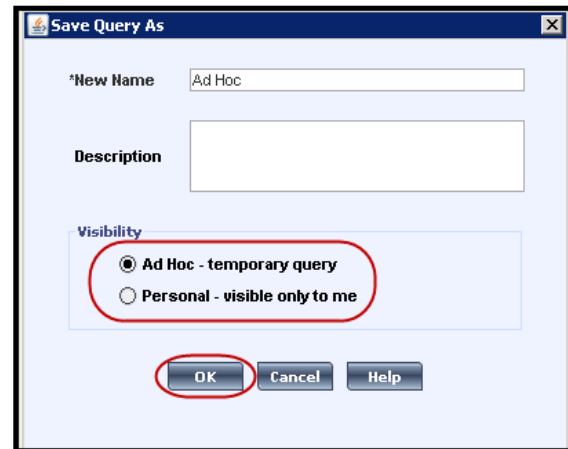 Save Query As
*New Name Ad Hoc
Description
Visibility
Ad Hoc - temporary query
Personal - visible only to me
OK Cancel Help